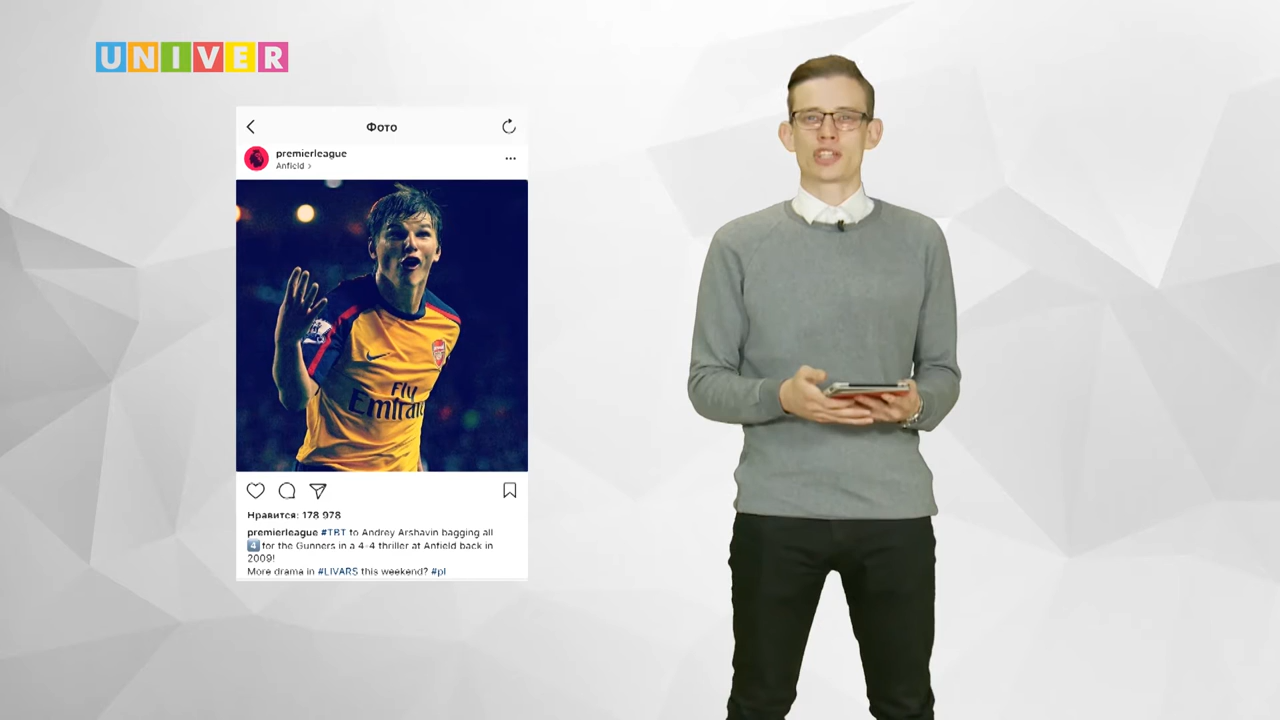 UNIVER
Фото
premierleague
Anfield >
Fly
Emirates
Нравится: 178 978
premierleague #TBT to Andrey Arshavin bagging all
4 for the Gunners in a 4-4 thriller at Anfield back in
2009!
More drama in #LIVARS this weekend? #pl